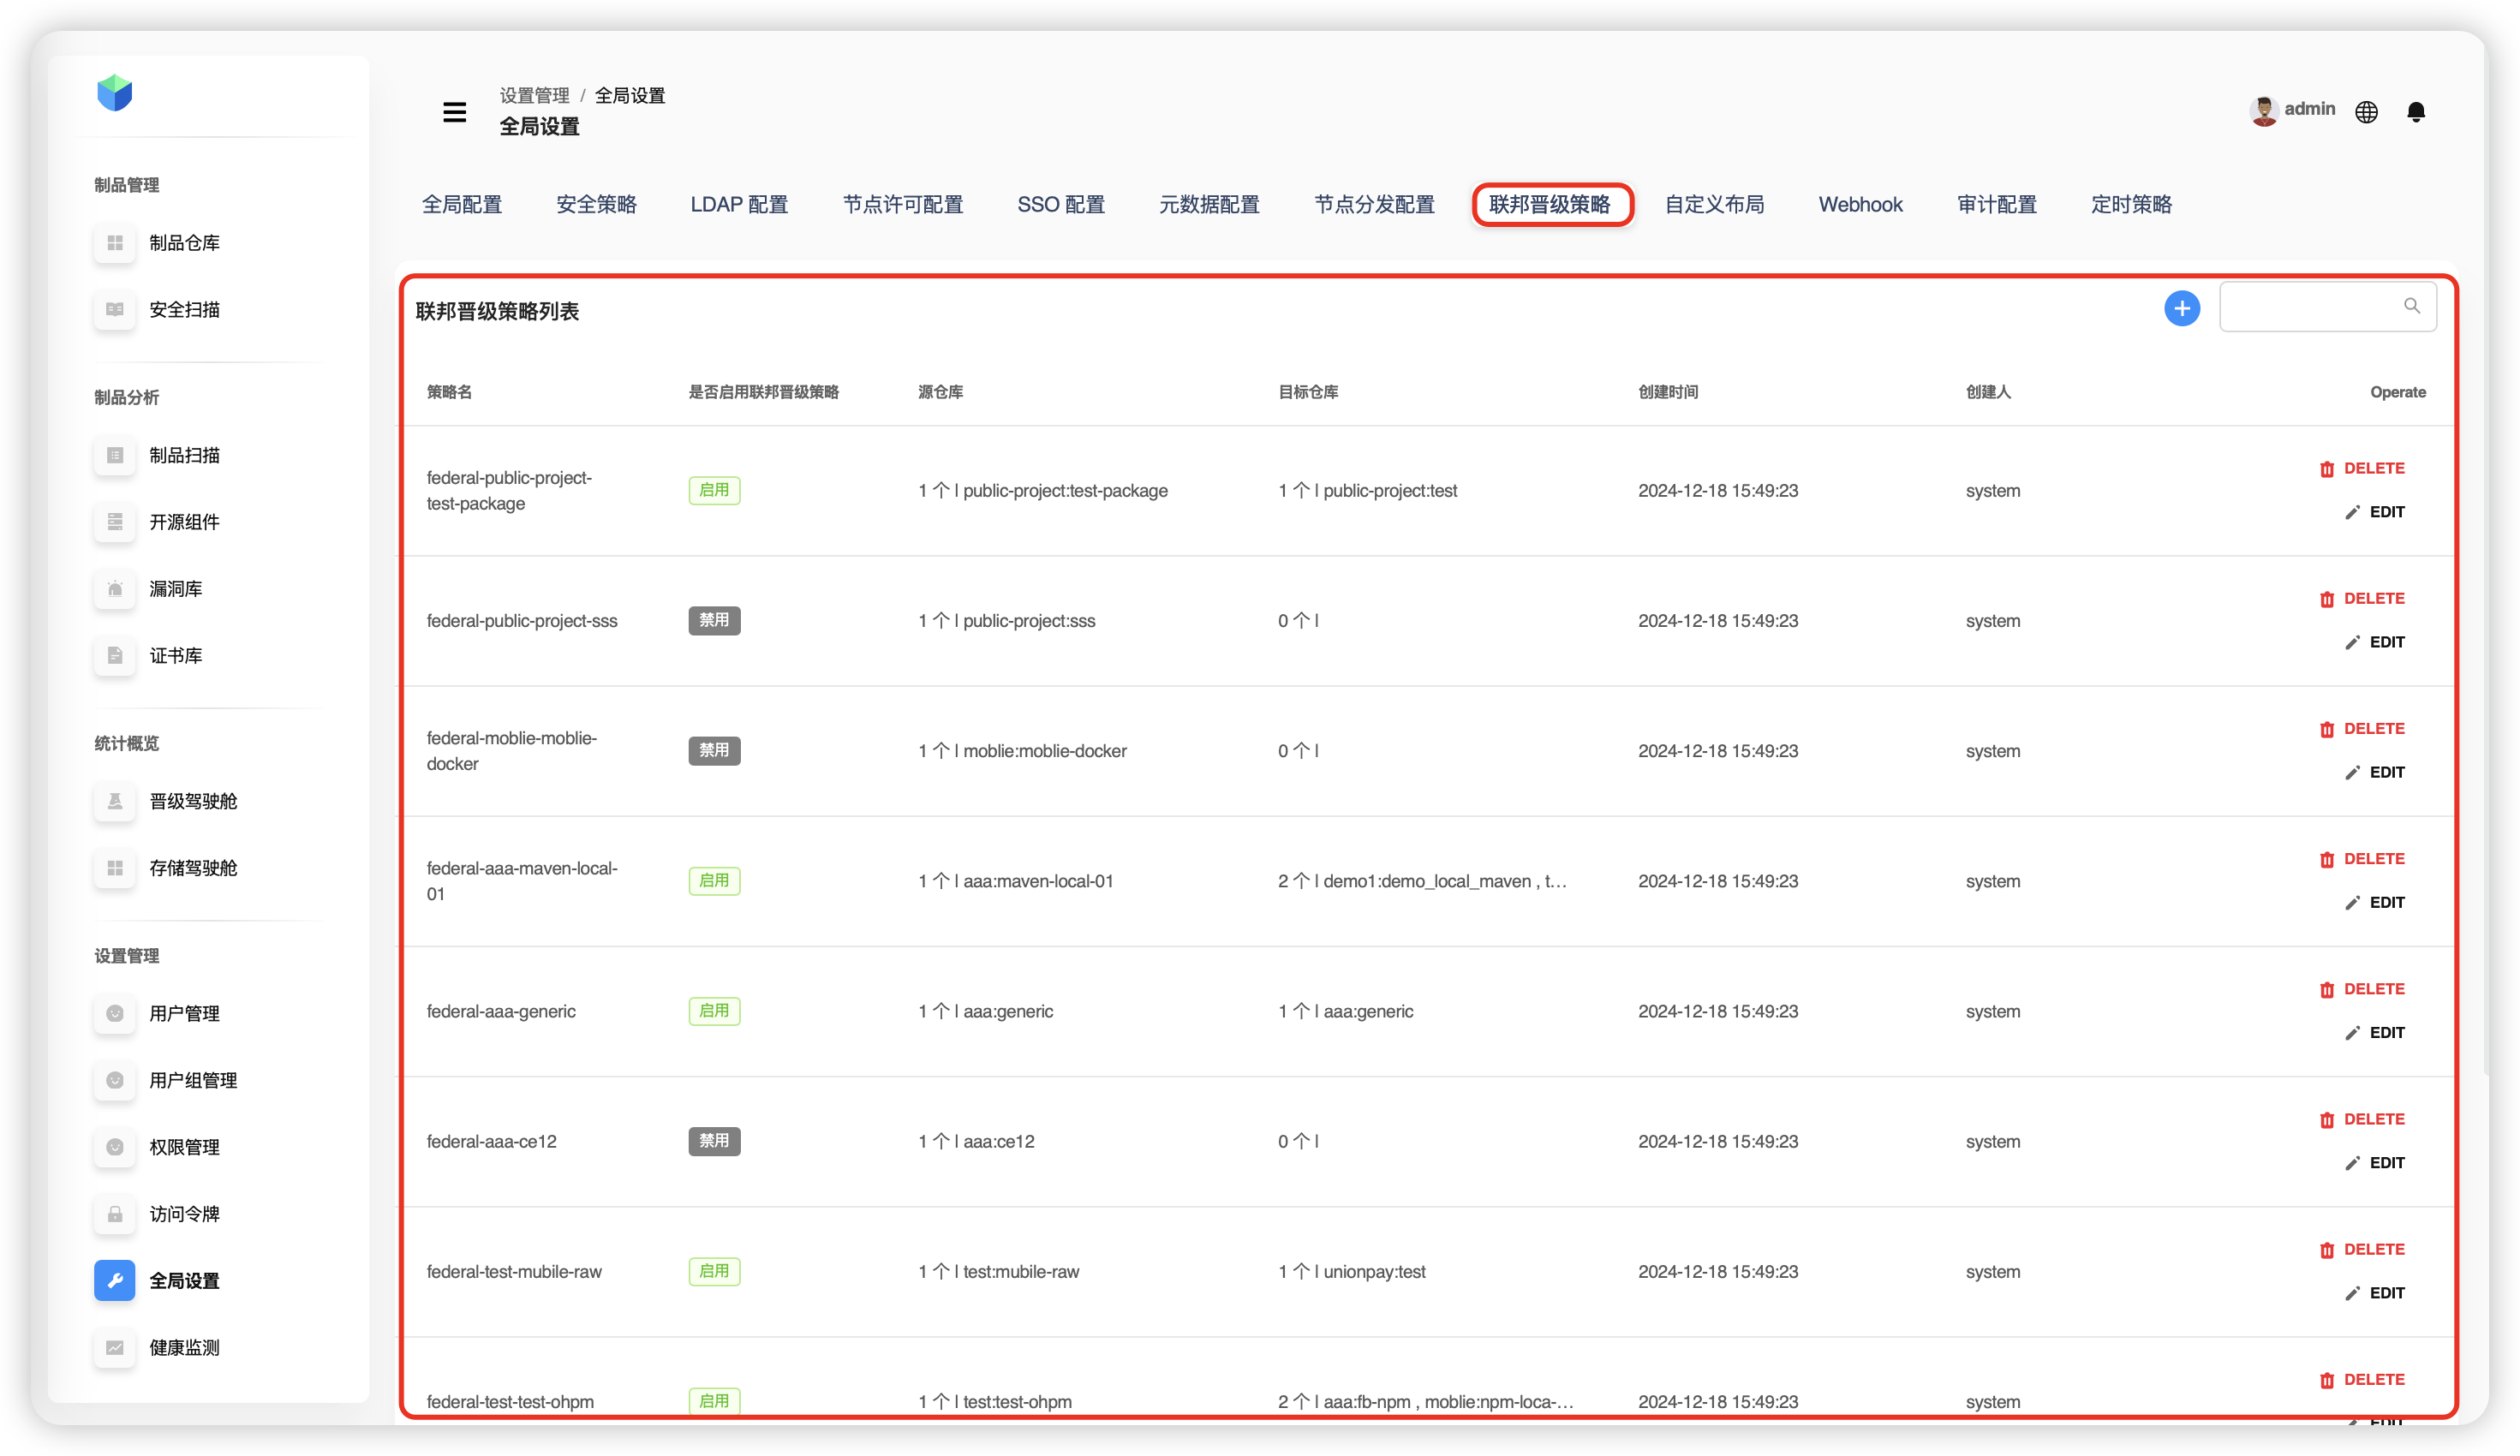 设置管理 / 全局设置
全局设置
admin
制品管理
制品仓库
安全扫描
制品分析
制品扫描
开源组件
漏洞库
证书库
统计概览
晋级驾驶舱
存储驾驶舱
设置管理
用户管理
用户组管理
权限管理
访问令牌
全局设置
健康监测
全局配置 安全策略 LDAP 配置 节点许可配置 SSO 配置 元数据配置 节点分发配置 联邦晋级策略 自定义布局 Webhook 审计配置 定时策略
联邦晋级策略列表
策略名 是否启用联邦晋级策略 源仓库 目标仓库 创建时间 创建人 Operate
federal-public-project-
test-package
启用 1 个 | public-project:test-package 1 个 | public-project:test 2024-12-18 15:49:23 system
DELETE
EDIT
federal-public-project-sss 禁用 1 个 | public-project:sss 0 个 | 2024-12-18 15:49:23 system
DELETE
EDIT
federal-moblie-moblie-
docker
禁用 1 个 | moblie:moblie-docker 0 个 | 2024-12-18 15:49:23 system
DELETE
EDIT
federal-aaa-maven-local-
01
启用 1 个 | aaa:maven-local-01 2 个 | demo1:demo_local_maven , t... 2024-12-18 15:49:23 system
DELETE
EDIT
federal-aaa-generic 启用 1 个 | aaa:generic 1 个 | aaa:generic 2024-12-18 15:49:23 system
DELETE
EDIT
federal-aaa-ce12 禁用 1 个 | aaa:ce12 0 个 | 2024-12-18 15:49:23 system
DELETE
EDIT
federal-test-mubile-raw 启用 1 个 | test:mubile-raw 1 个 | unionpay:test 2024-12-18 15:49:23 system
DELETE
EDIT
federal-test-test-ohpm 启用 1 个 | test:test-ohpm 2 个 | aaa:fb-npm , moblie:npm-loca-... 2024-12-18 15:49:23 system
DELETE
EDIT